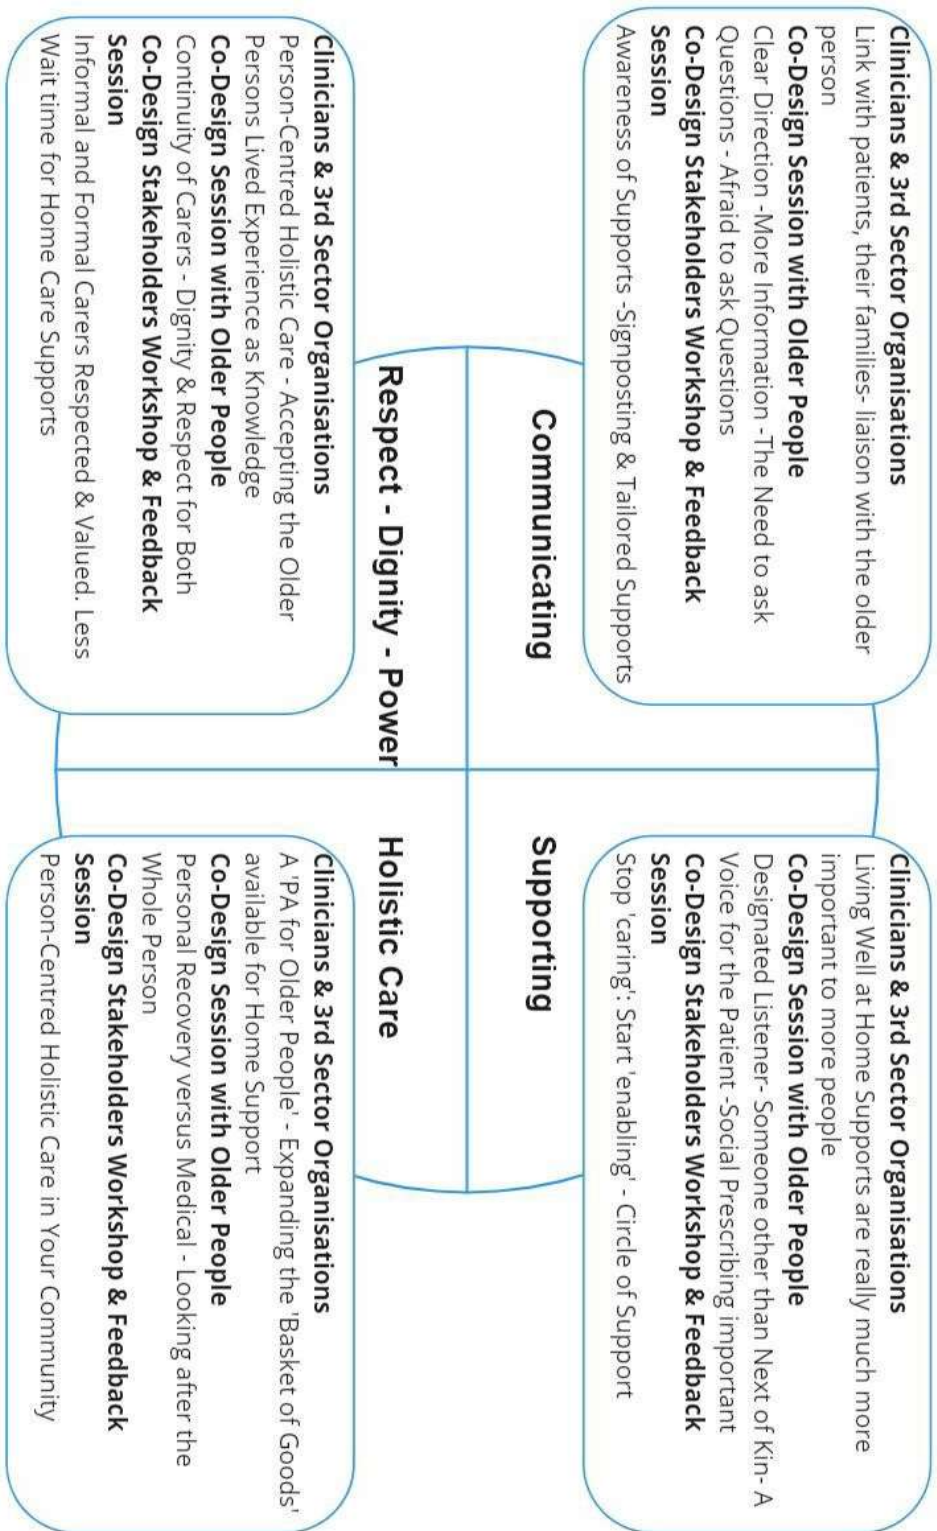 Clinicians & 3rd Sector Organisations
Link with patients, their families- liaison with the older
person
Co-Design Session with Older People
Clear Direction -More Information -The Need to ask
Questions - Afraid to ask Questions
Co-Design Stakeholders Workshop & Feedback
Session
Awareness of Supports -Signposting & Tailored Supports
Clinicians & 3rd Sector Organisations
Living Well at Home Supports are really much more
important to more people
Co-Design Session with Older People
Designated Listener- Someone other than Next of Kin- A
Voice for the Patient -Social Prescribing important
Co-Design Stakeholders Workshop & Feedback
Session
Stop 'caring': Start 'enabling' - Circle of Support
Communicating
Supporting
Respect - Dignity - Power
Holistic Care
Clinicians & 3rd Sector Organisations
Person-Centred Holistic Care - Accepting the Older
Persons Lived Experience as Knowledge
Co-Design Session with Older People
Continuity of Carers - Dignity & Respect for Both
Co-Design Stakeholders Workshop & Feedback
Session
Informal and Formal Carers Respected & Valued. Less
Wait time for Home Care Supports
Clinicians & 3rd Sector Organisations
A 'PA for Older People' - Expanding the 'Basket of Goods'
available for Home Support
Co-Design Session with Older People
Personal Recovery versus Medical - Looking after the
Whole Person
Co-Design Stakeholders Workshop & Feedback
Session
Person-Centred Holistic Care in Your Community